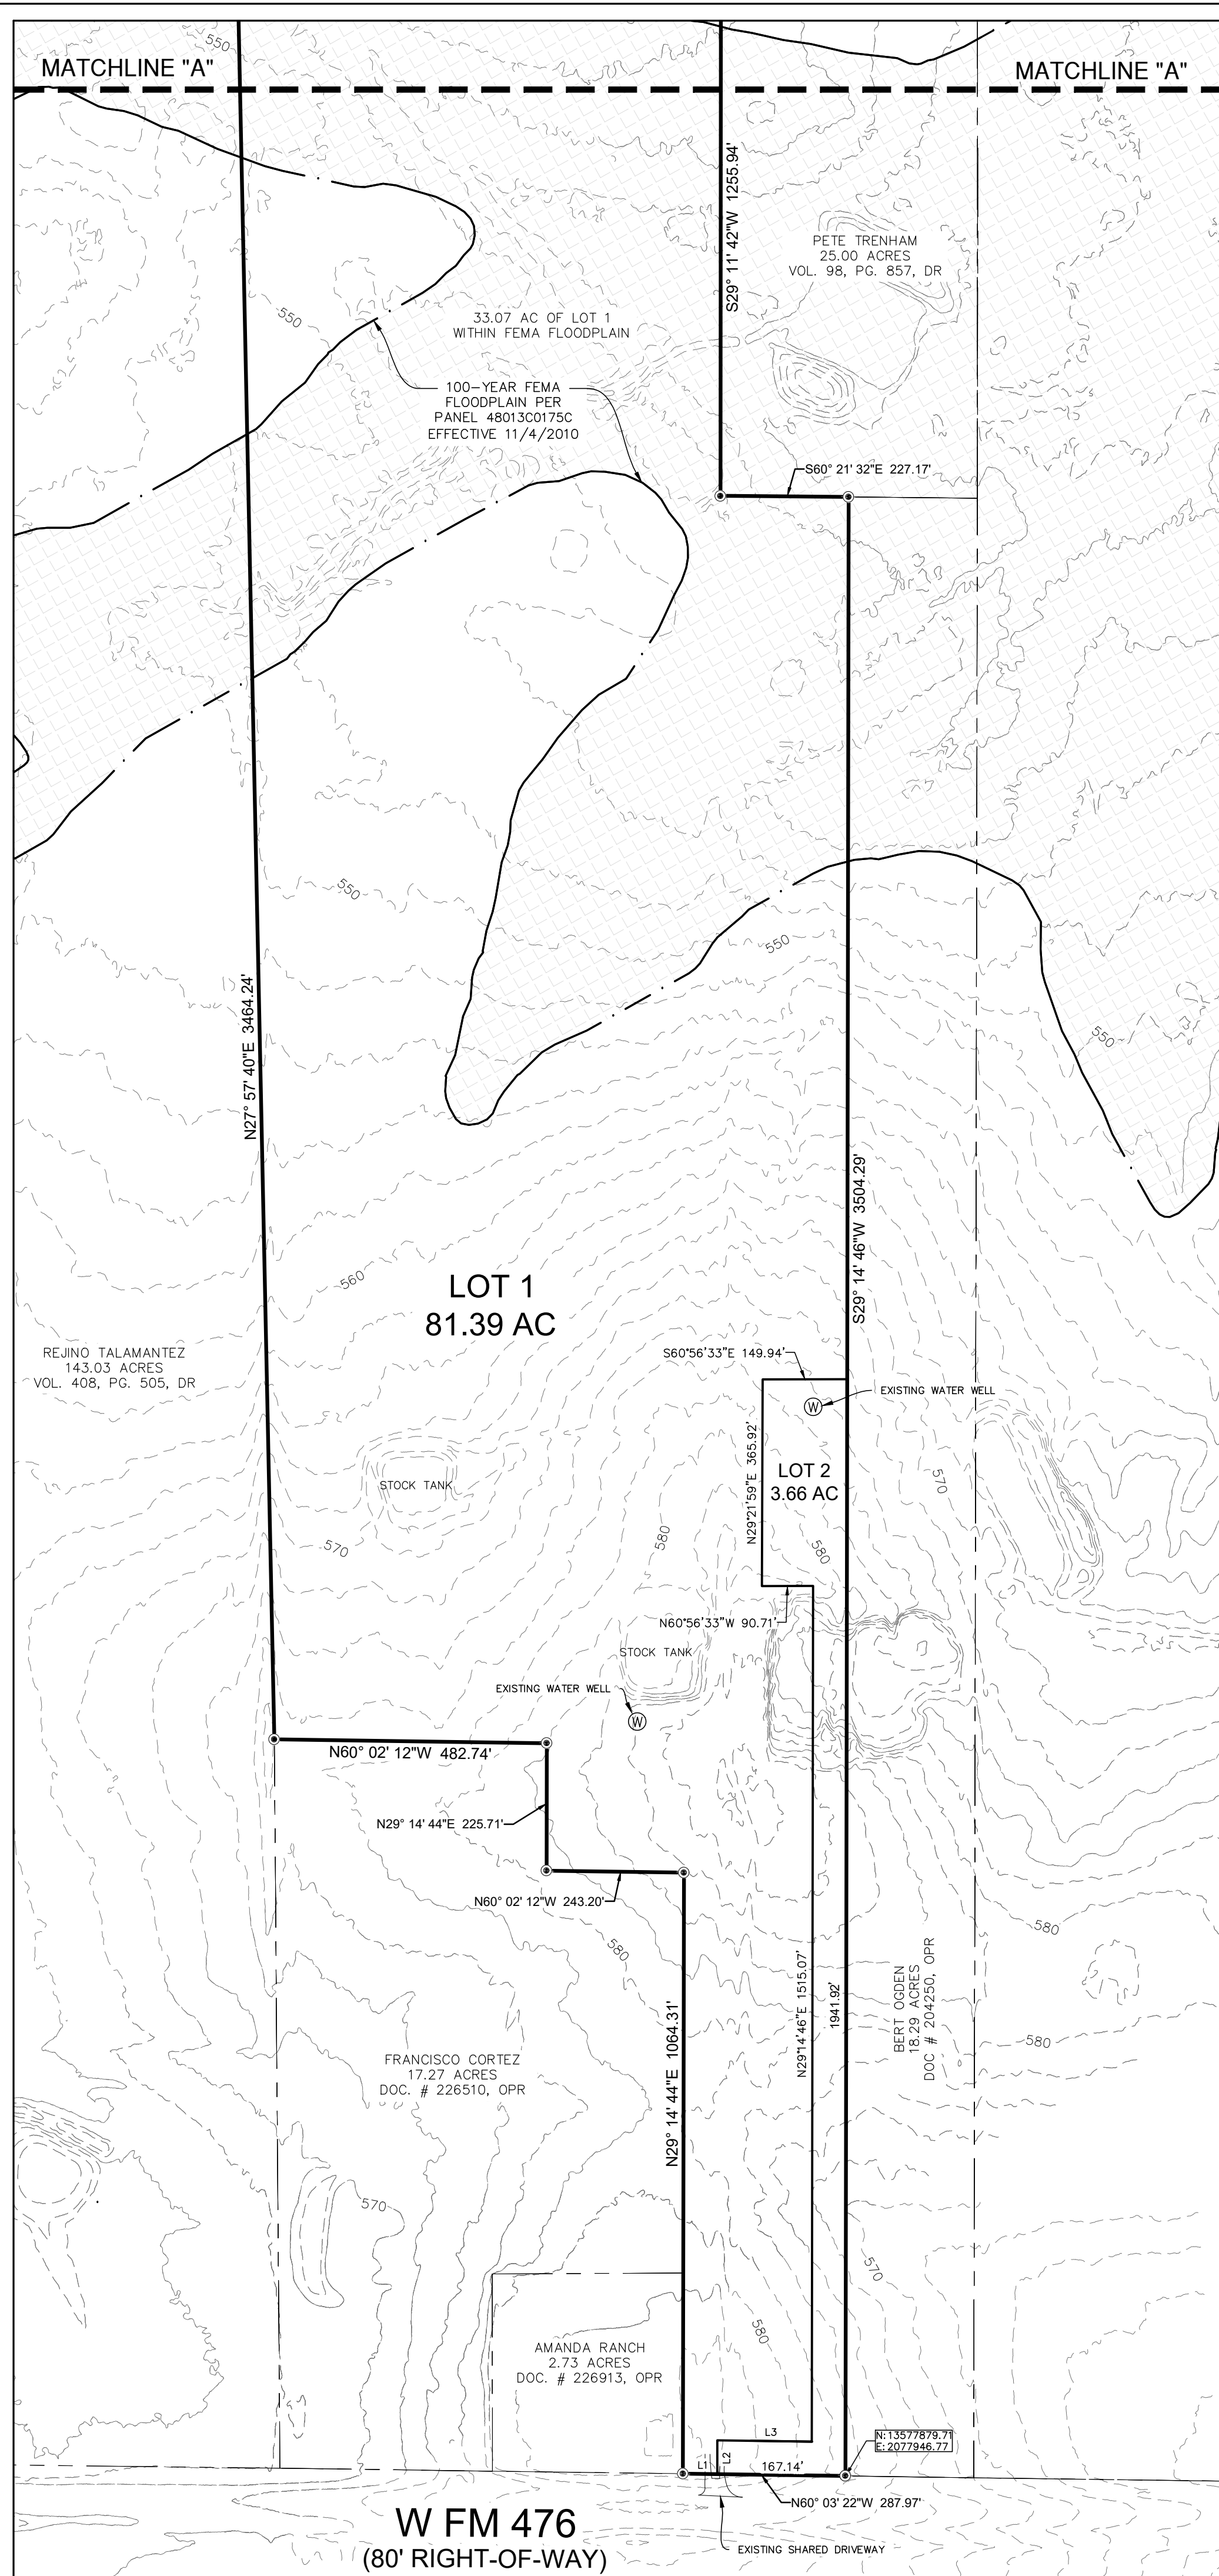 550
MATCHLINE "A"
MATCHLINE "A"
S29° 11' 42"W 1255.94'
PETE TRENHAM
25.00 ACRES
VOL. 98, PG. 857, DR
550
33.07 AC OF LOT 1
WITHIN FEMA FLOODPLAIN
100-YEAR FEMA
FLOODPLAIN PER
PANEL 48013C0175C
EFFECTIVE 11/4/2010
S60° 21' 32"E 227.17'
550
550
N27° 57' 40"E 3464.24'
550
S29° 14' 46"W 3504.29'
560
LOT 1
81.39 AC
REJINO TALAMANTEZ
143.03 ACRES
VOL. 408, PG. 505, DR
S60°56'33"E 149.94'
EXISTING WATER WELL
W
N29°21'59"E 365.92'
LOT 2
3.66 AC
STOCK TANK
570
570
580
580
N60°56'33"W 90.71'
STOCK TANK
EXISTING WATER WELL
W
N60° 02' 12"W 482.74'
N29° 14' 44"E 225.71'
N60° 02' 12"W 243.20'
580
580
N29°14'46"E 1515.07'
1941.92'
BERT OGDEN
18.29 ACRES
DOC # 204250, OPR
580
N29° 14' 44"E 1064.31'
FRANCISCO CORTEZ
17.27 ACRES
DOC. # 226510, OPR
570
570
580
AMANDA RANCH
2.73 ACRES
DOC. # 226913, OPR
L3
L1
L2
167.14'
N: 13577879.71
E: 2077946.77
N60° 03' 22"W 287.97'
W FM 476
(80' RIGHT-OF-WAY)
EXISTING SHARED DRIVEWAY